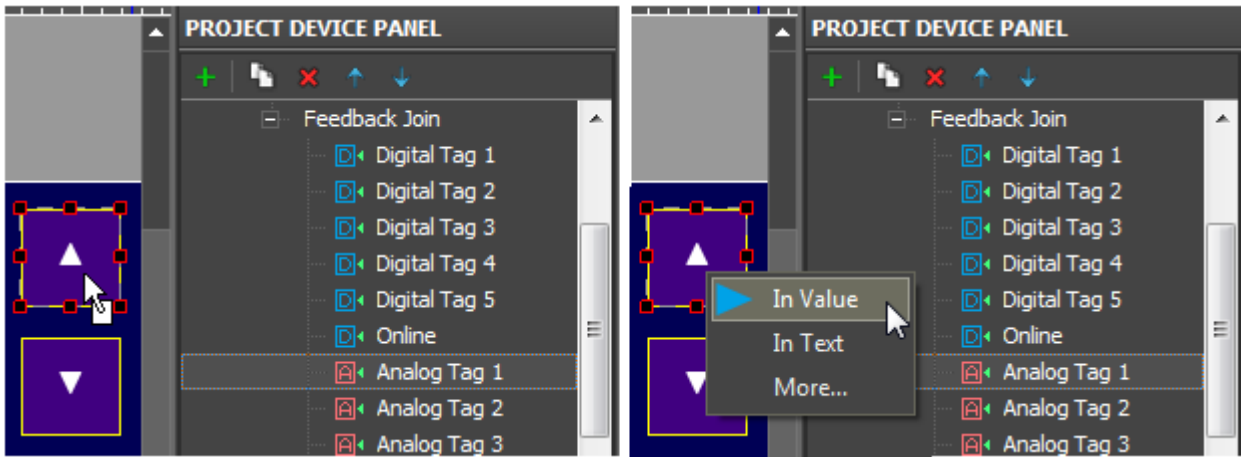 PROJECT DEVICE PANEL
Feedback Join
Digital Tag 1
Digital Tag 2
Digital Tag 3
Digital Tag 4
Digital Tag 5
Online
Analog Tag 1
Analog Tag 2
Analog Tag 3
PROJECT DEVICE PANEL
Feedback Join
Digital Tag 1
Digital Tag 2
Digital Tag 3
Digital Tag 4
Digital Tag 5
Online
Analog Tag 1
Analog Tag 2
Analog Tag 3
In Value
In Text
More...